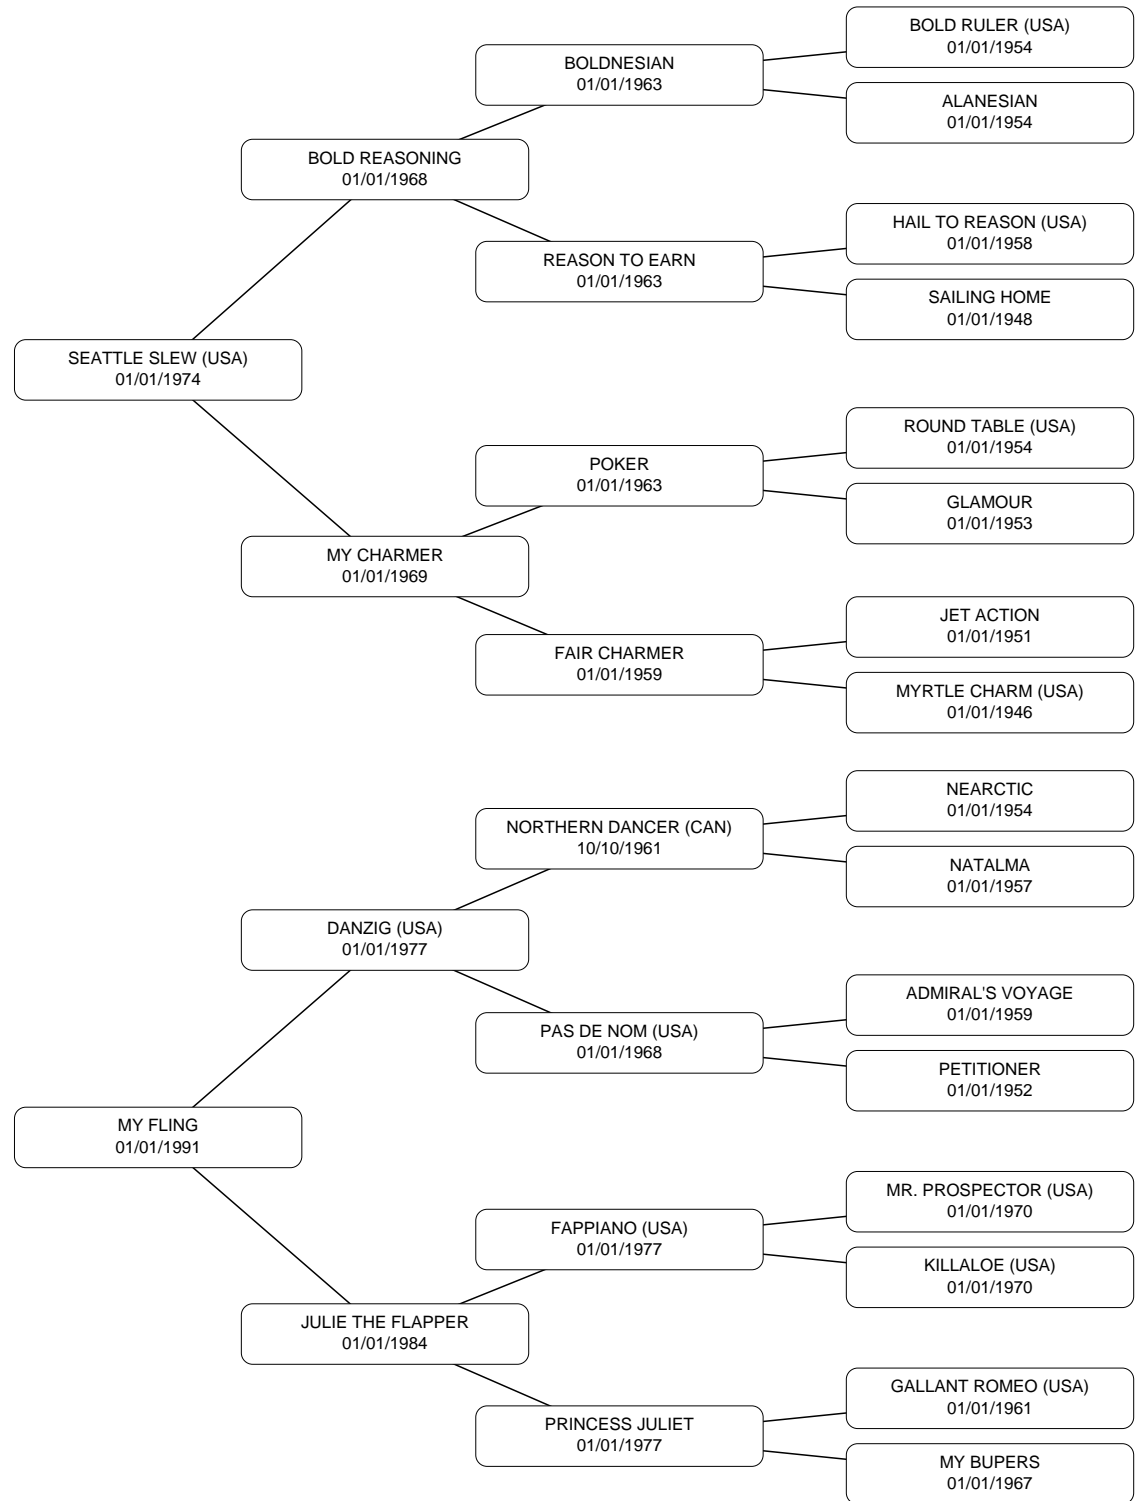 BOLD RULER (USA)
01/01/1954
BOLDNESIAN
01/01/1963
ALANESIAN
01/01/1954
BOLD REASONING
01/01/1968
HAIL TO REASON (USA)
01/01/1958
REASON TO EARN
01/01/1963
SAILING HOME
01/01/1948
SEATTLE SLEW (USA)
01/01/1974
ROUND TABLE (USA)
01/01/1954
POKER
01/01/1963
GLAMOUR
01/01/1953
MY CHARMER
01/01/1969
JET ACTION
01/01/1951
FAIR CHARMER
01/01/1959
MYRTLE CHARM (USA)
01/01/1946
NEARCTIC
01/01/1954
NORTHERN DANCER (CAN)
10/10/1961
NATALMA
01/01/1957
DANZIG (USA)
01/01/1977
ADMIRAL'S VOYAGE
01/01/1959
PAS DE NOM (USA)
01/01/1968
PETITIONER
01/01/1952
MY FLING
01/01/1991
MR. PROSPECTOR (USA)
01/01/1970
FAPPIANO (USA)
01/01/1977
KILLALOE (USA)
01/01/1970
JULIE THE FLAPPER
01/01/1984
GALLANT ROMEO (USA)
01/01/1961
PRINCESS JULIET
01/01/1977
MY BUPERS
01/01/1967